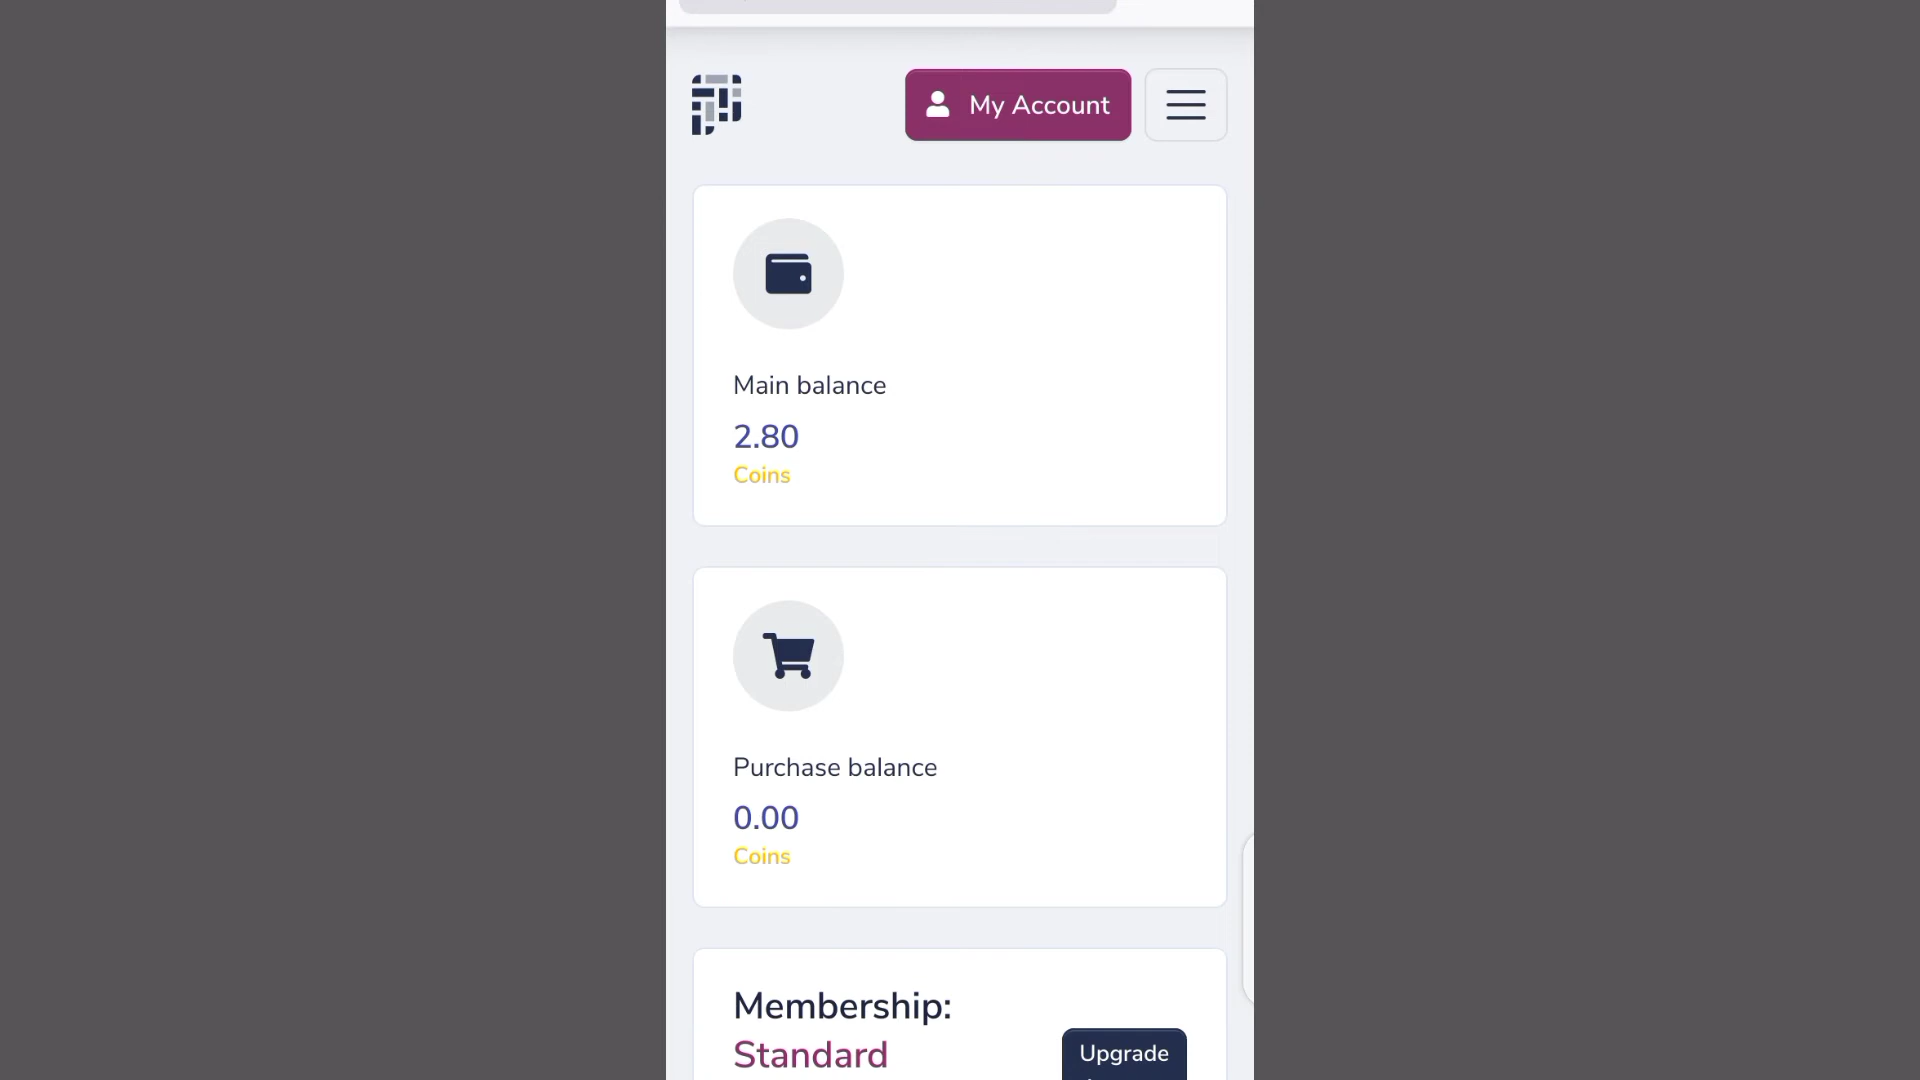 My Account
Main balance
2.80
Coins
Purchase balance
0.00
Coins
Membership:
Standard
Upgrade